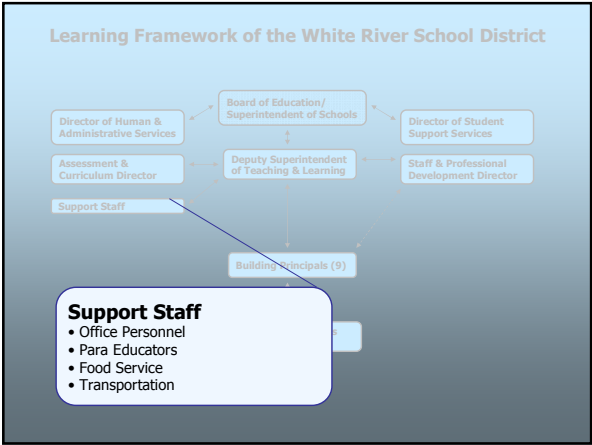 Learning Framework of the White River School District
Board of Education/
Superintendent of Schools
Director of Human &
Administrative Services
Director of Student
Support Services
Assessment &
Curriculum Director
Deputy Superintendent
of Teaching & Learning
Staff & Professional
Development Director
Support Staff
Building Principals (9)
Support Staff
• Office Personnel
• Para Educators
• Food Service
• Transportation